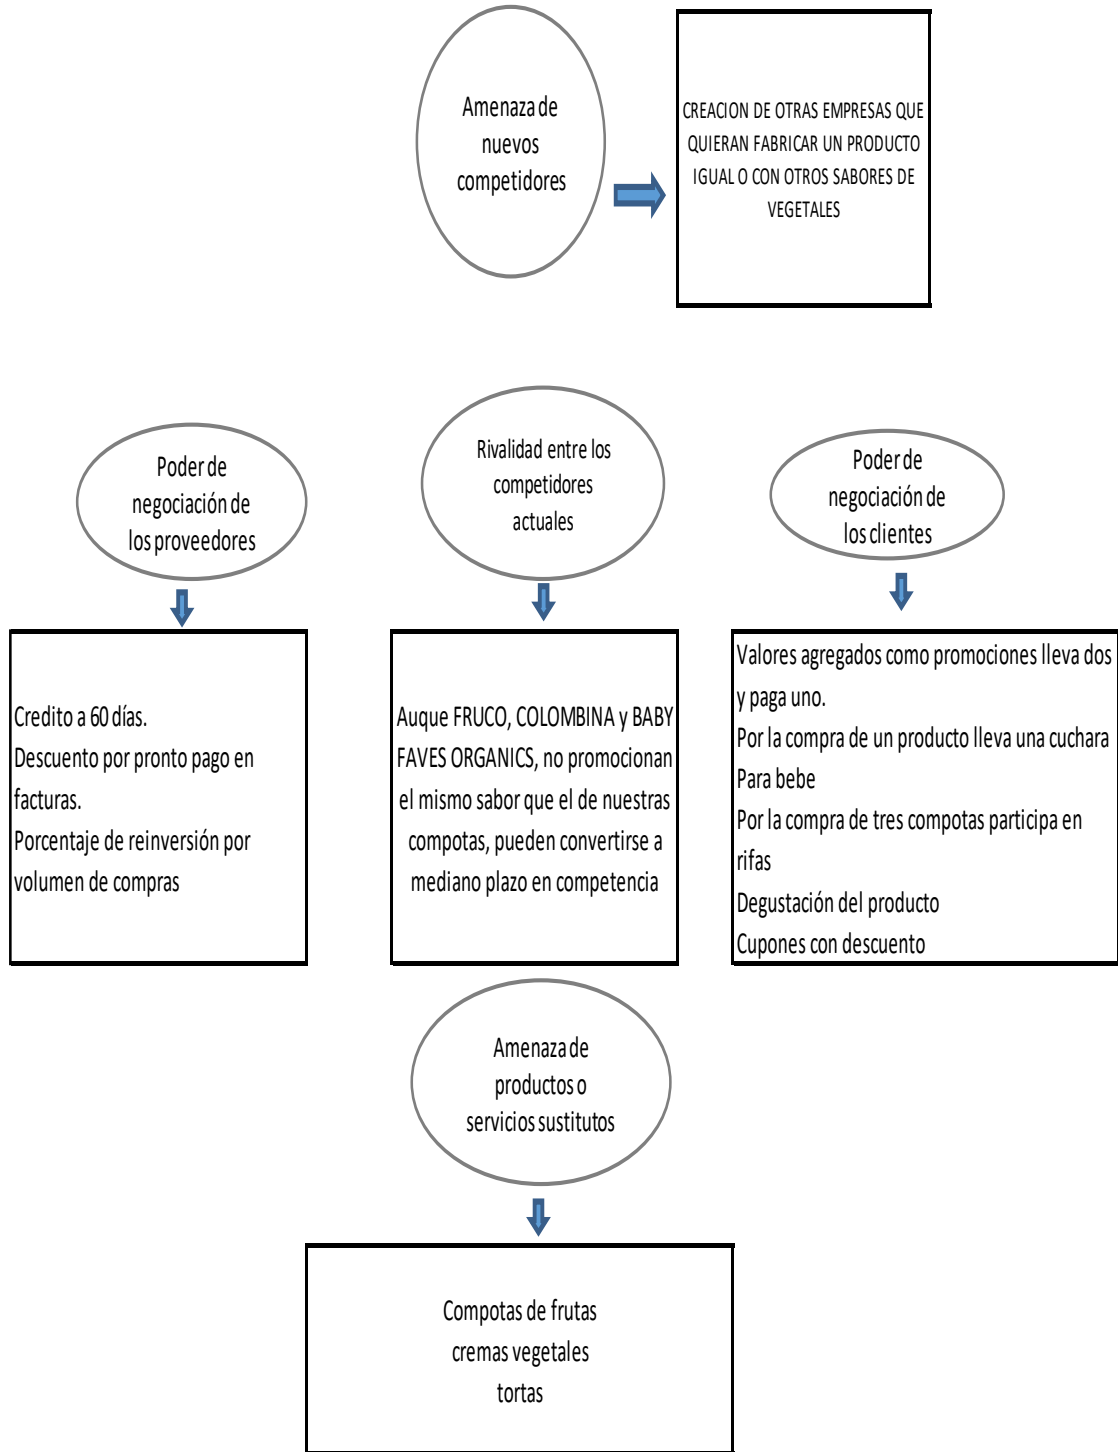 Amenaza de
nuevos
competidores
CREACION DE OTRAS EMPRESAS QUE
QUIERAN FABRICAR UN PRODUCTO
IGUAL O CON OTROS SABORES DE
VEGETALES
Poder de
negociación de
los proveedores
Rivalidad entre los
competidores
actuales
Poder de
negociación de
los clientes
Credito a 60 días.
Descuento por pronto pago en
facturas.
Porcentaje de reinversión por
volumen de compras
Auque FRUCO, COLOMBINA y BABY
FAVES ORGANICS, no promocionan
el mismo sabor que el de nuestras
compotas, pueden convertirse a
mediano plazo en competencia
Valores agregados como promociones lleva dos
y paga uno.
Por la compra de un producto lleva una cuchara
Para bebe
Por la compra de tres compotas participa en
rifas
Degustación del producto
Cupones con descuento
Amenaza de
productos o
servicios sustitutos
Compotas de frutas
cremas vegetales
tortas